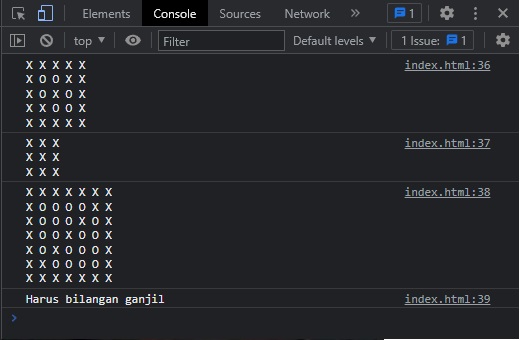 Elements Console Sources Network » 1
top ▼ Filter Default levels ▼ 1 Issue: 1
X X X X X index.html:36
X O O X X
X O X O X
X X O O X
X X X X X
X X X index.html:37
X X X
X X X
X X X X X X X index.html:38
X O O O O X X
X O O O X O X
X O O X O O X
X O X O O O X
X X O O O O X
X X X X X X X
Harus bilangan ganjil index.html:39
>